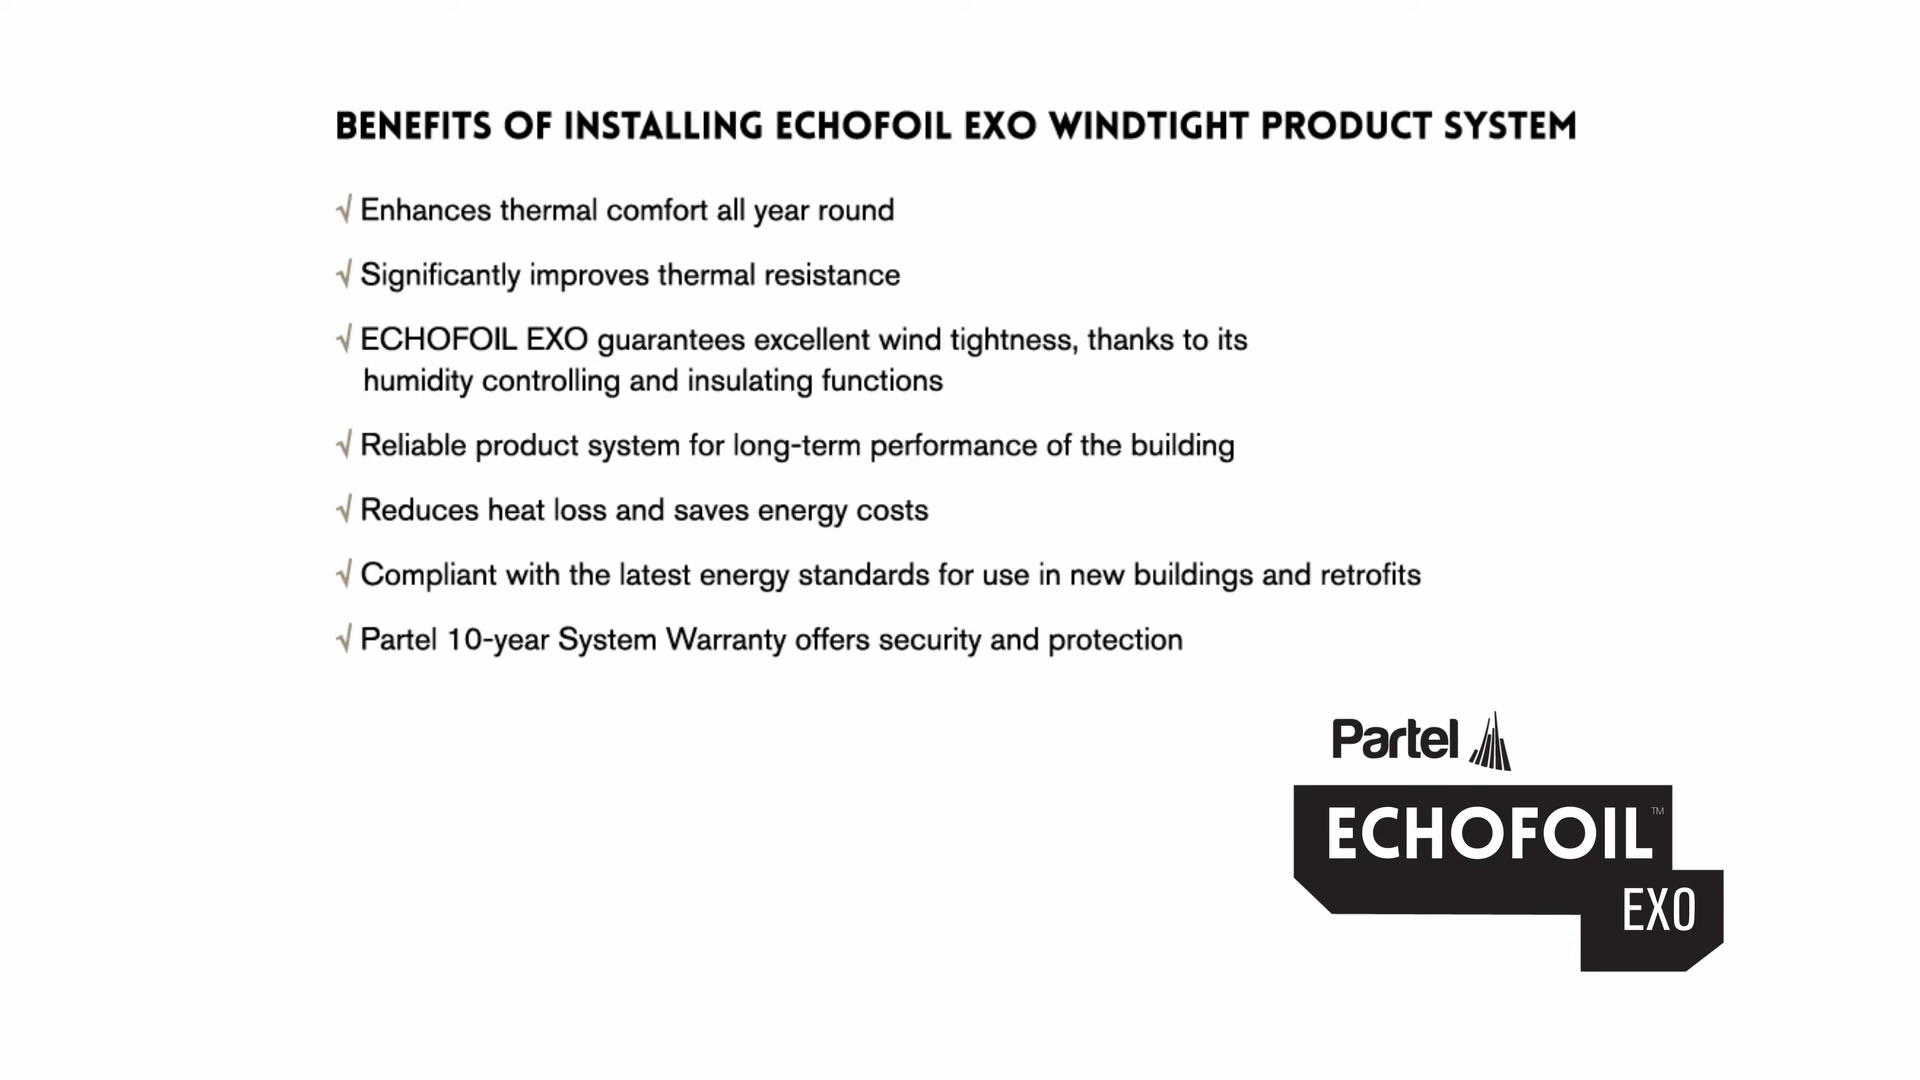 BENEFITS OF INSTALLING ECHOFOIL EXO WINDTIGHT PRODUCT SYSTEM
√ Enhances thermal comfort all year round
√ Significantly improves thermal resistance
√ ECHOFOIL EXO guarantees excellent wind tightness, thanks to its
humidity controlling and insulating functions
√ Reliable product system for long-term performance of the building
√ Reduces heat loss and saves energy costs
√ Compliant with the latest energy standards for use in new buildings and retrofits
√ Partel 10-year System Warranty offers security and protection
Partel
ECHOFOIL™
EXO